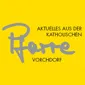 AKTUELLES AUS DER
KATHOLISCHEN
Pfarre
VORCHDORF